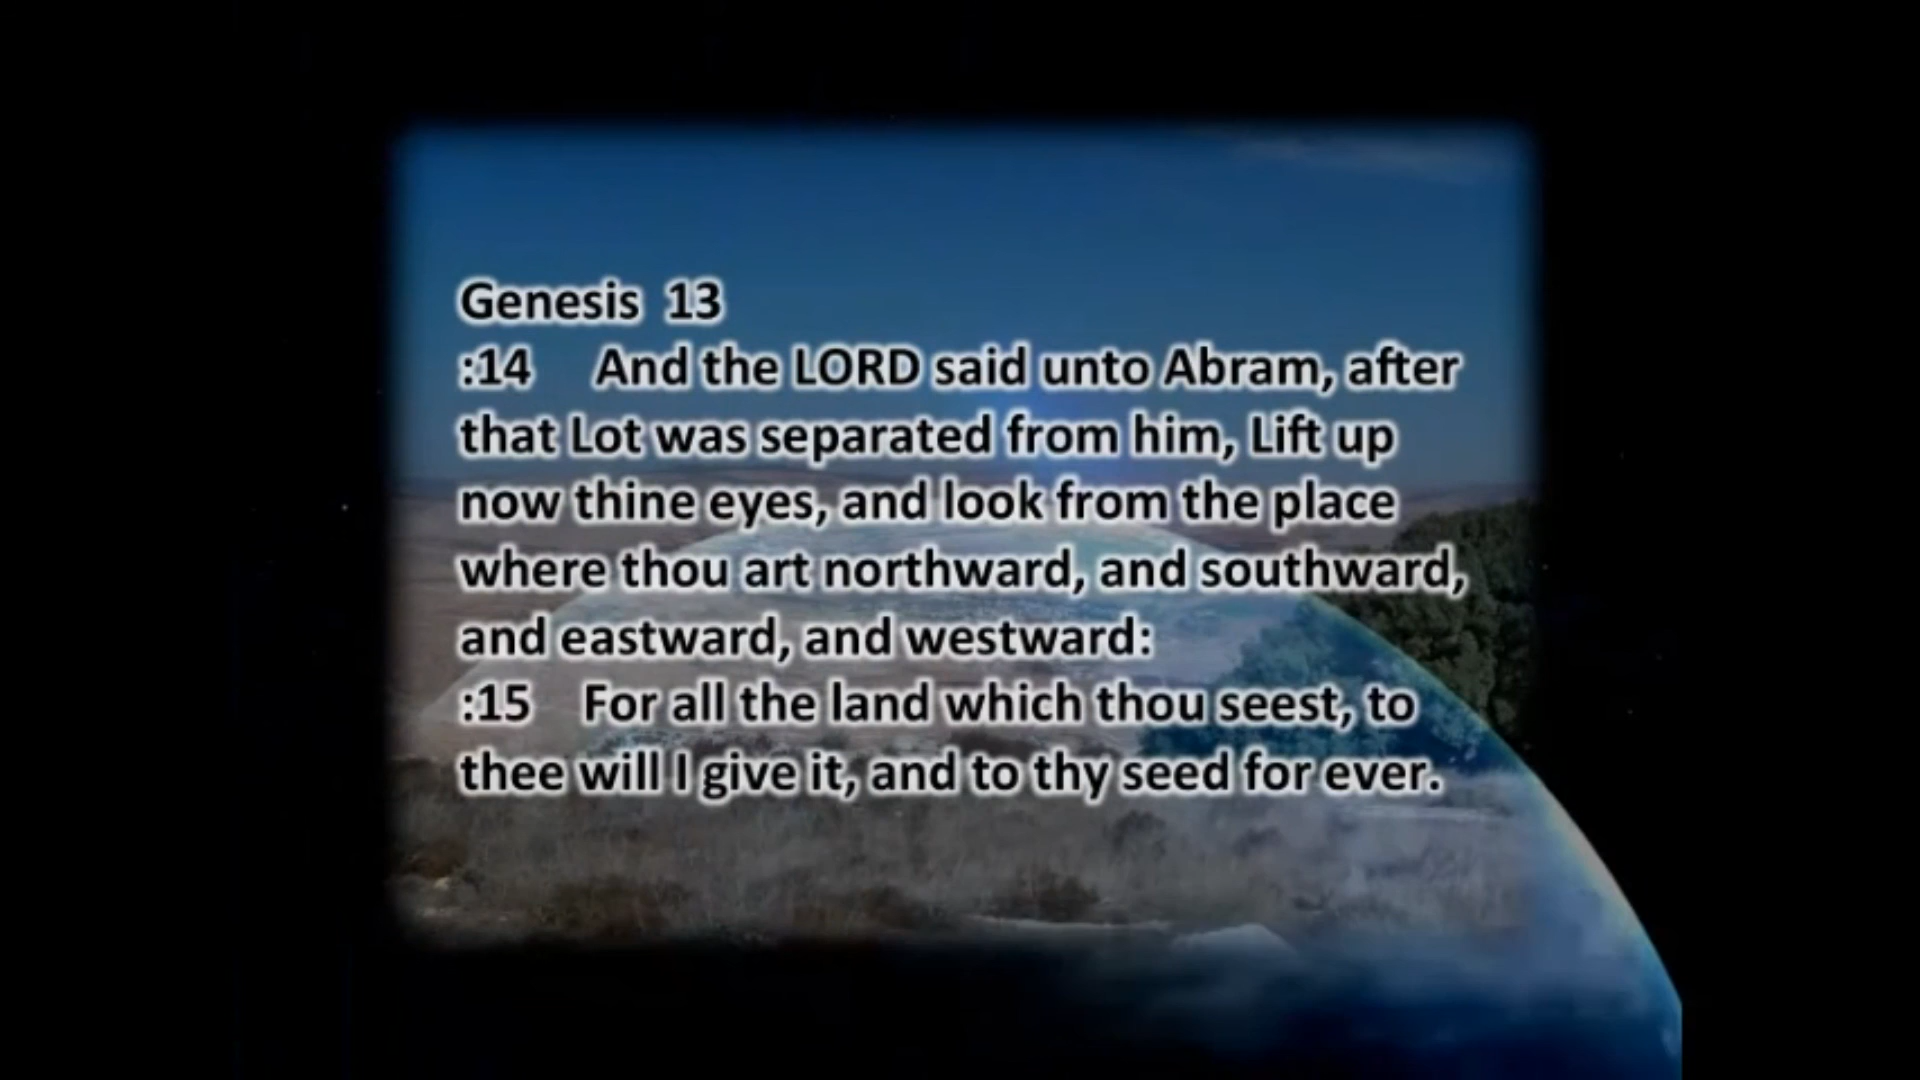 Genesis 13
:14 And the LORD said unto Abram, after
that Lot was separated from him, Lift up
now thine eyes, and look from the place
where thou art northward, and southward,
and eastward, and westward:
:15 For all the land which thou seest, to
thee will I give it, and to thy seed for ever.